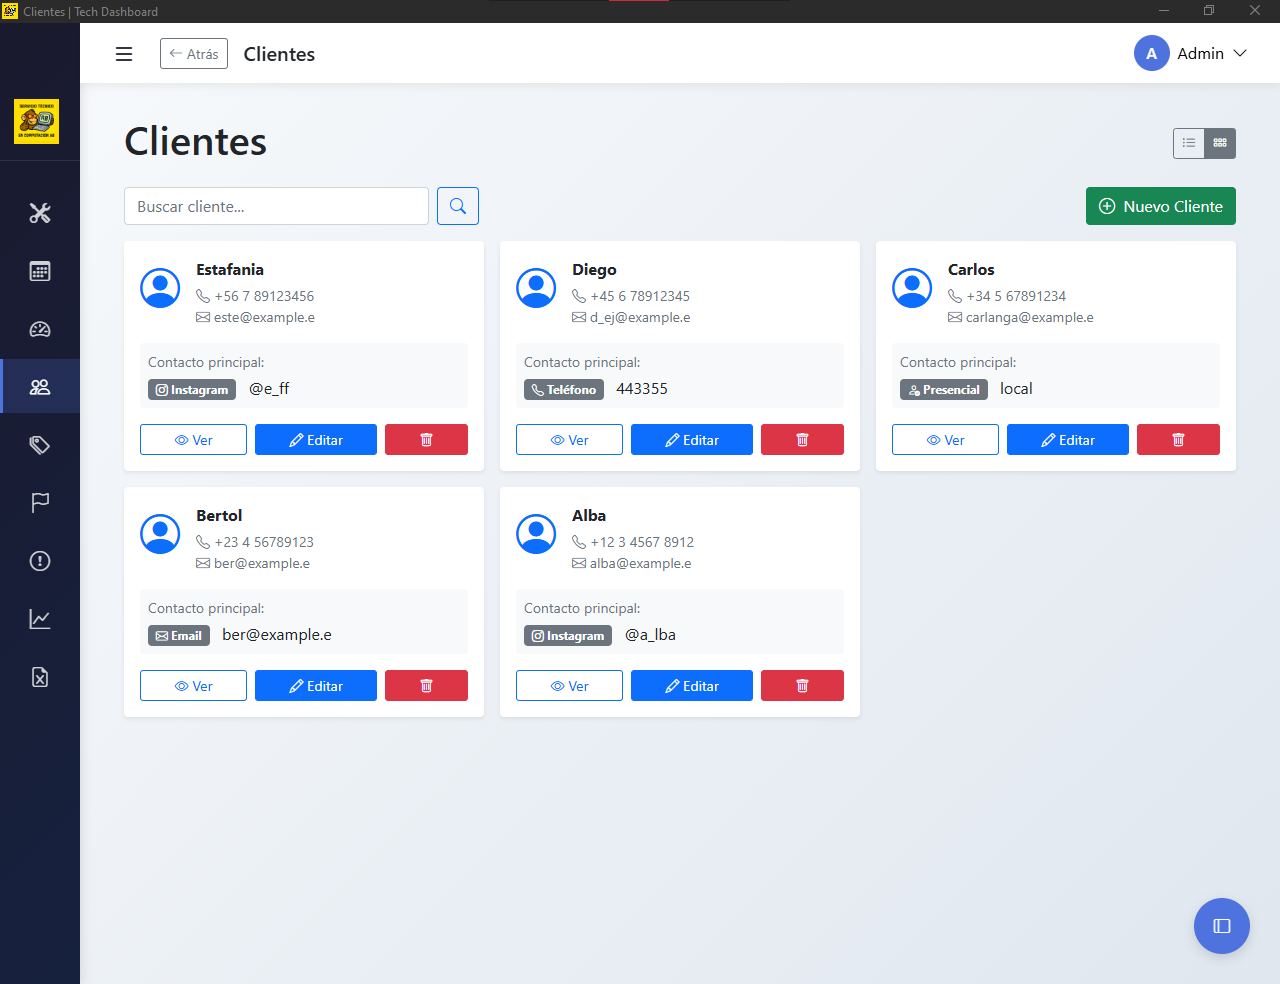 Clientes | Tech Dashboard
Atrás
Clientes
A
Admin
SERVICIO TECNICO
EN COMPUTACION AB
Clientes
Buscar cliente...
Nuevo Cliente
Estafania
+56 7 89123456
este@example.e
Contacto principal:
Instagram @e_ff
Ver Editar
Diego
+45 6 78912345
d_ej@example.e
Contacto principal:
Teléfono 443355
Ver Editar
Carlos
+34 5 67891234
carlanga@example.e
Contacto principal:
Presencial local
Ver Editar
Bertol
+23 4 56789123
ber@example.e
Contacto principal:
Email ber@example.e
Ver Editar
Alba
+12 3 4567 8912
alba@example.e
Contacto principal:
Instagram @a_lba
Ver Editar